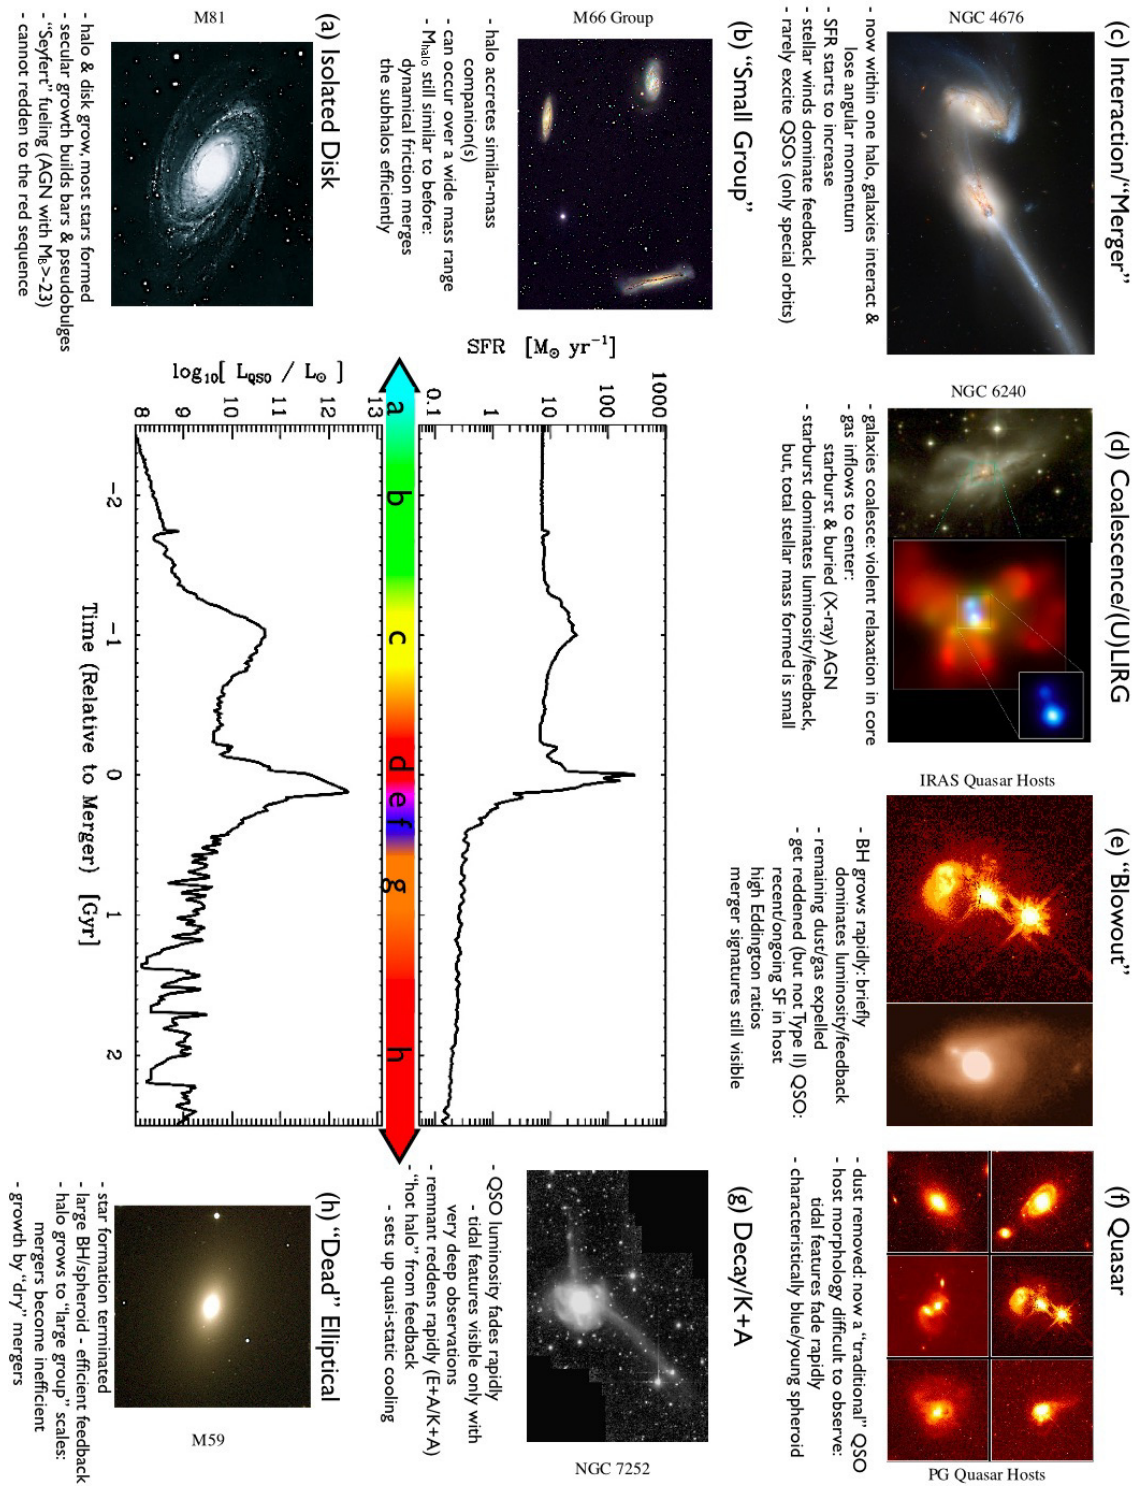 (c) Interaction/“Merger”
NGC 4676
- now within one halo, galaxies interact &
lose angular momentum
- SFR starts to increase
- stellar winds dominate feedback
- rarely excite QSOs (only special orbits)
(d) Coalescence/(U)LIRG
NGC 6240
- galaxies coalesce: violent relaxation in core
- gas inflows to center:
starburst & buried (X-ray) AGN
- starburst dominates luminosity/feedback,
but, total stellar mass formed is small
(e) “Blowout”
IRAS Quasar Hosts
- BH grows rapidly: briefly
dominates luminosity/feedback
- remaining dust/gas expelled
- get reddened (but not Type II) QSO:
recent/ongoing SF in host
high Eddington ratios
merger signatures still visible
(f) Quasar
PG Quasar Hosts
- dust removed: now a “traditional” QSO
- host morphology difficult to observe:
tidal features fade rapidly
- characteristically blue/young spheroid
(b) “Small Group”
M66 Group
- halo accretes similar-mass
companion(s)
- can occur over a wide mass range
- Mhalo still similar to before:
dynamical friction merges
the subhalos efficiently
(a) Isolated Disk
M81
- halo & disk grow, most stars formed
- secular growth builds bars & pseudobulges
- “Seyfert” fueling (AGN with MB>-23)
- cannot redden to the red sequence
SFR [M⊙ yr⁻¹]
1000
100
10
1
0.1
a b c d e f g h
log₁₀[ LQSO / L⊙ ]
13
12
11
10
9
8
-2 -1 0 1 2
Time (Relative to Merger) [Gyr]
(g) Decay/K+A
NGC 7252
- QSO luminosity fades rapidly
- tidal features visible only with
very deep observations
- remnant reddens rapidly (E+A/K+A)
- “hot halo” from feedback
- sets up quasi-static cooling
(h) “Dead” Elliptical
M59
- star formation terminated
- large BH/spheroid - efficient feedback
- halo grows to “large group” scales:
mergers become inefficient
- growth by “dry” mergers